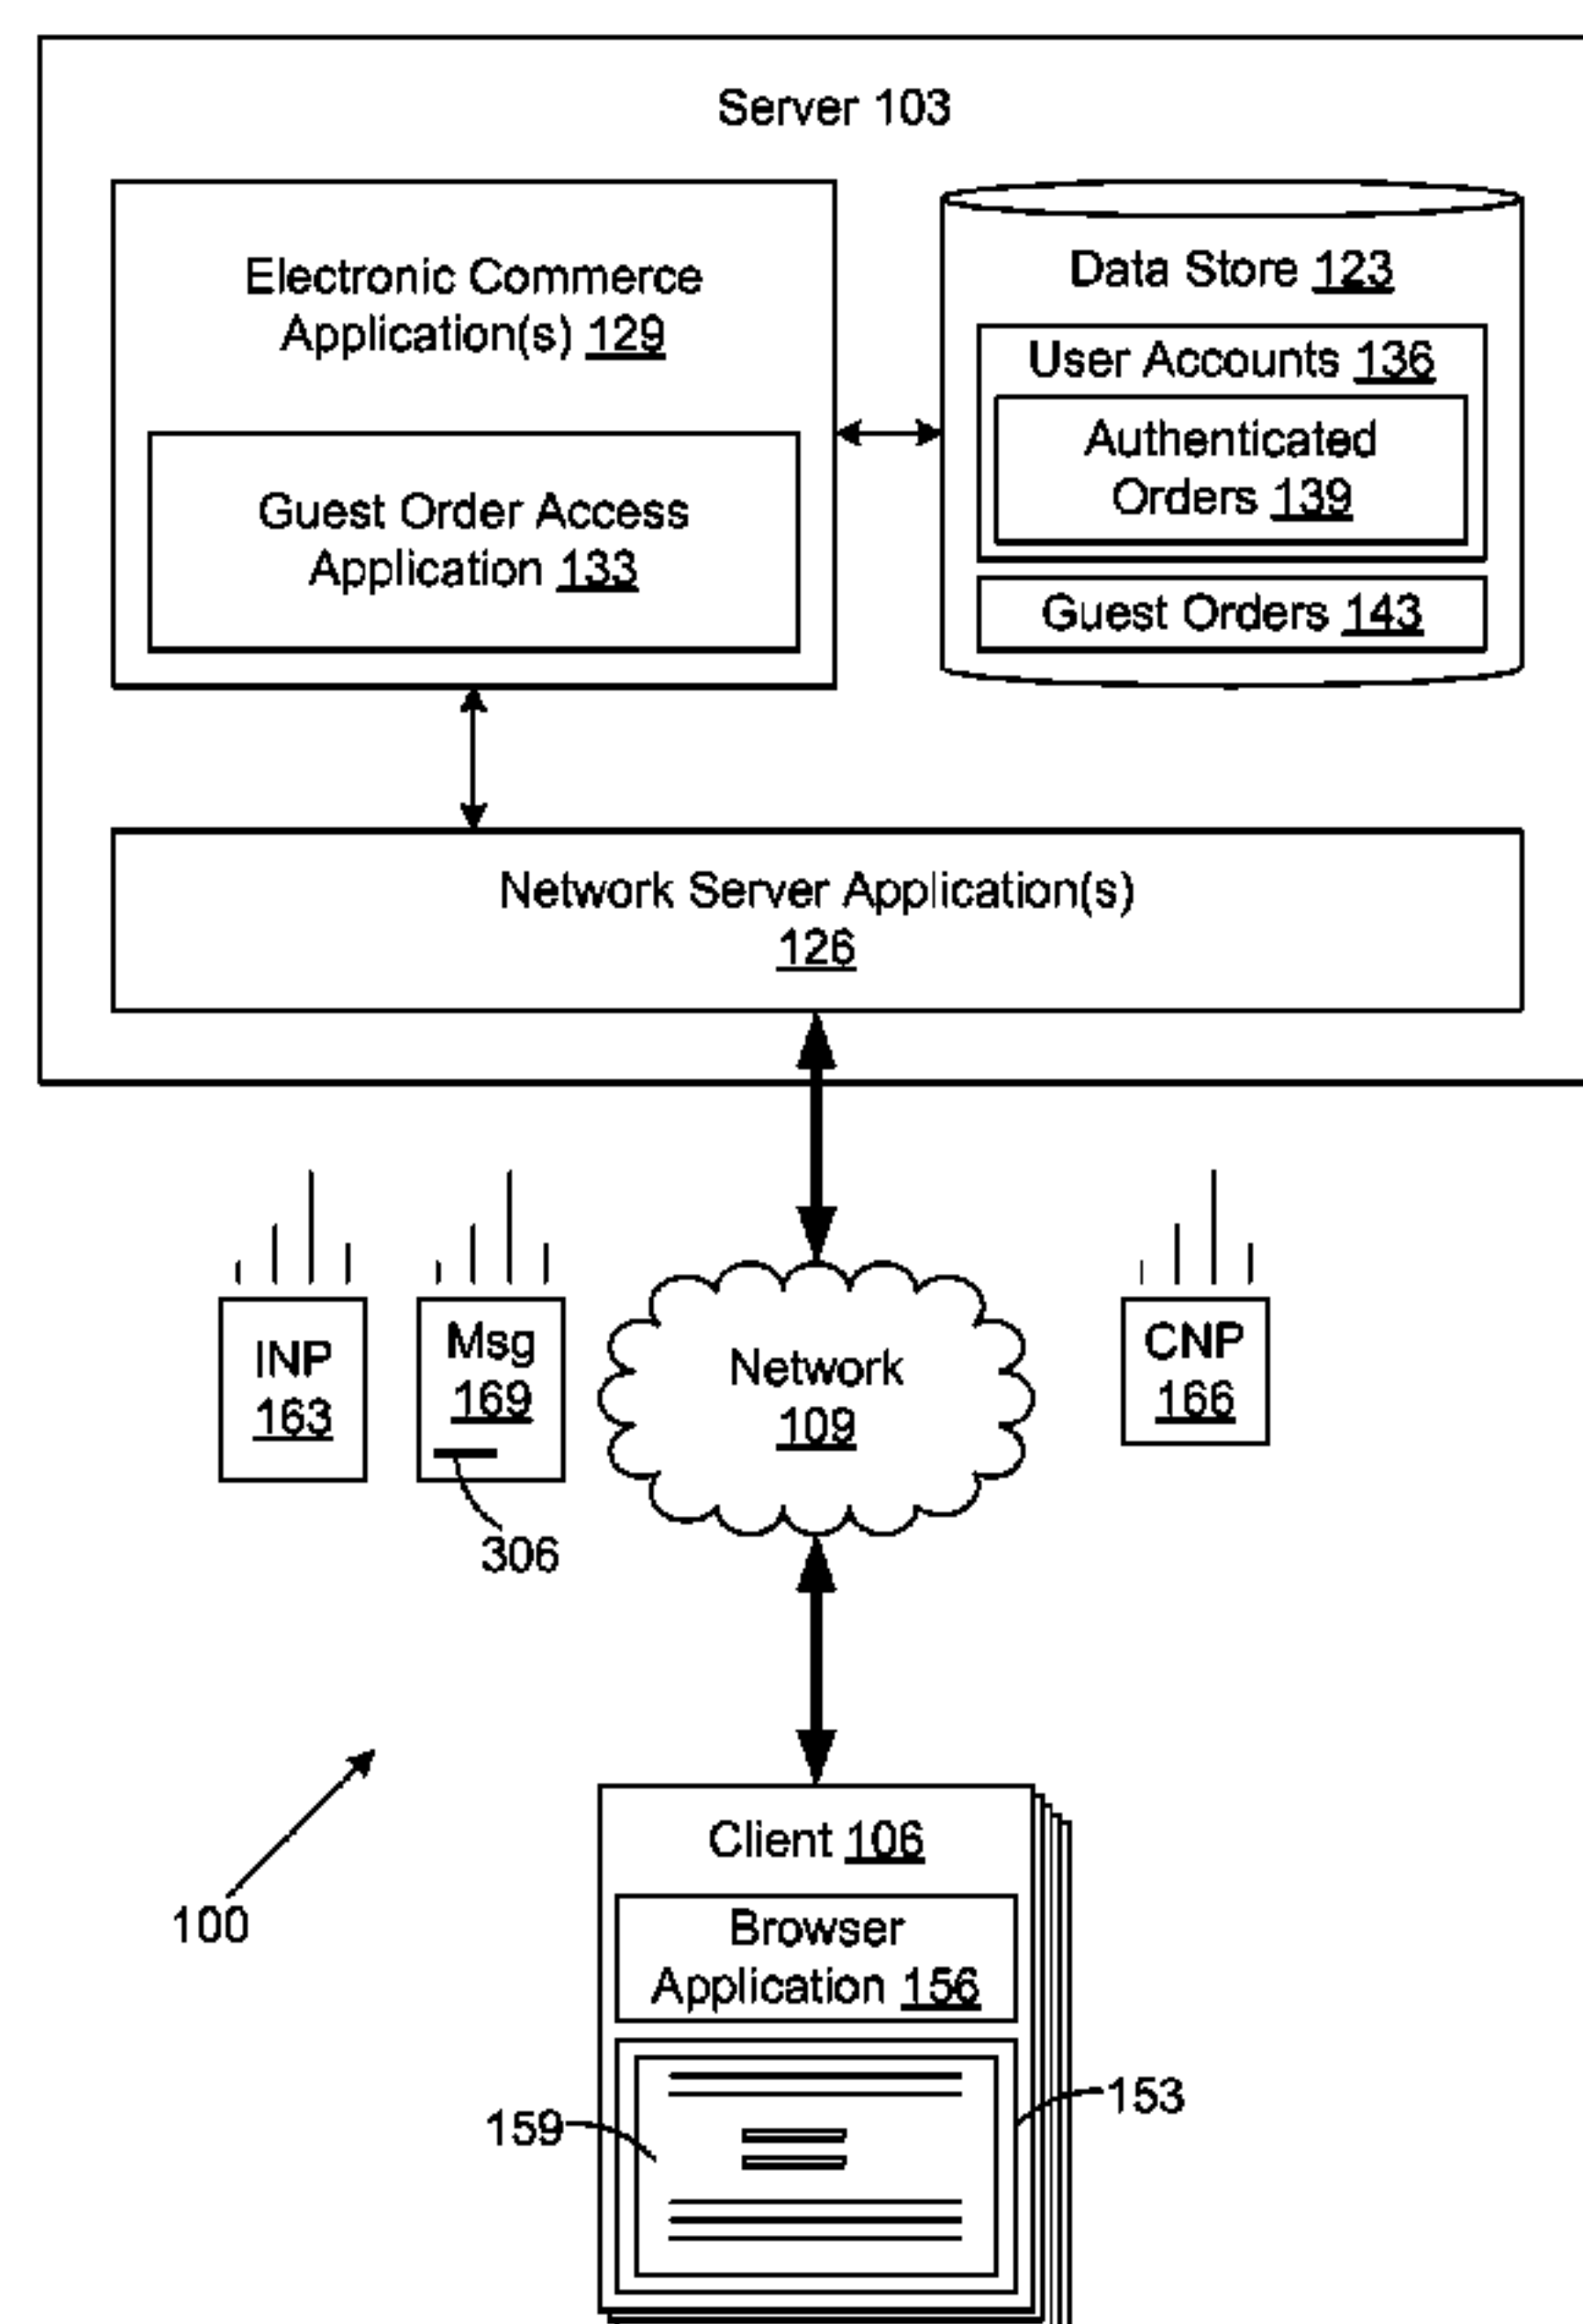 Server 103
Electronic Commerce
Application(s) 129
Guest Order Access
Application 133
Data Store 123
User Accounts 136
Authenticated
Orders 139
Guest Orders 143
Network Server Application(s)
126
INP
163
Msg
169
306
Network
109
CNP
166
100
Client 106
Browser
Application 156
159
153